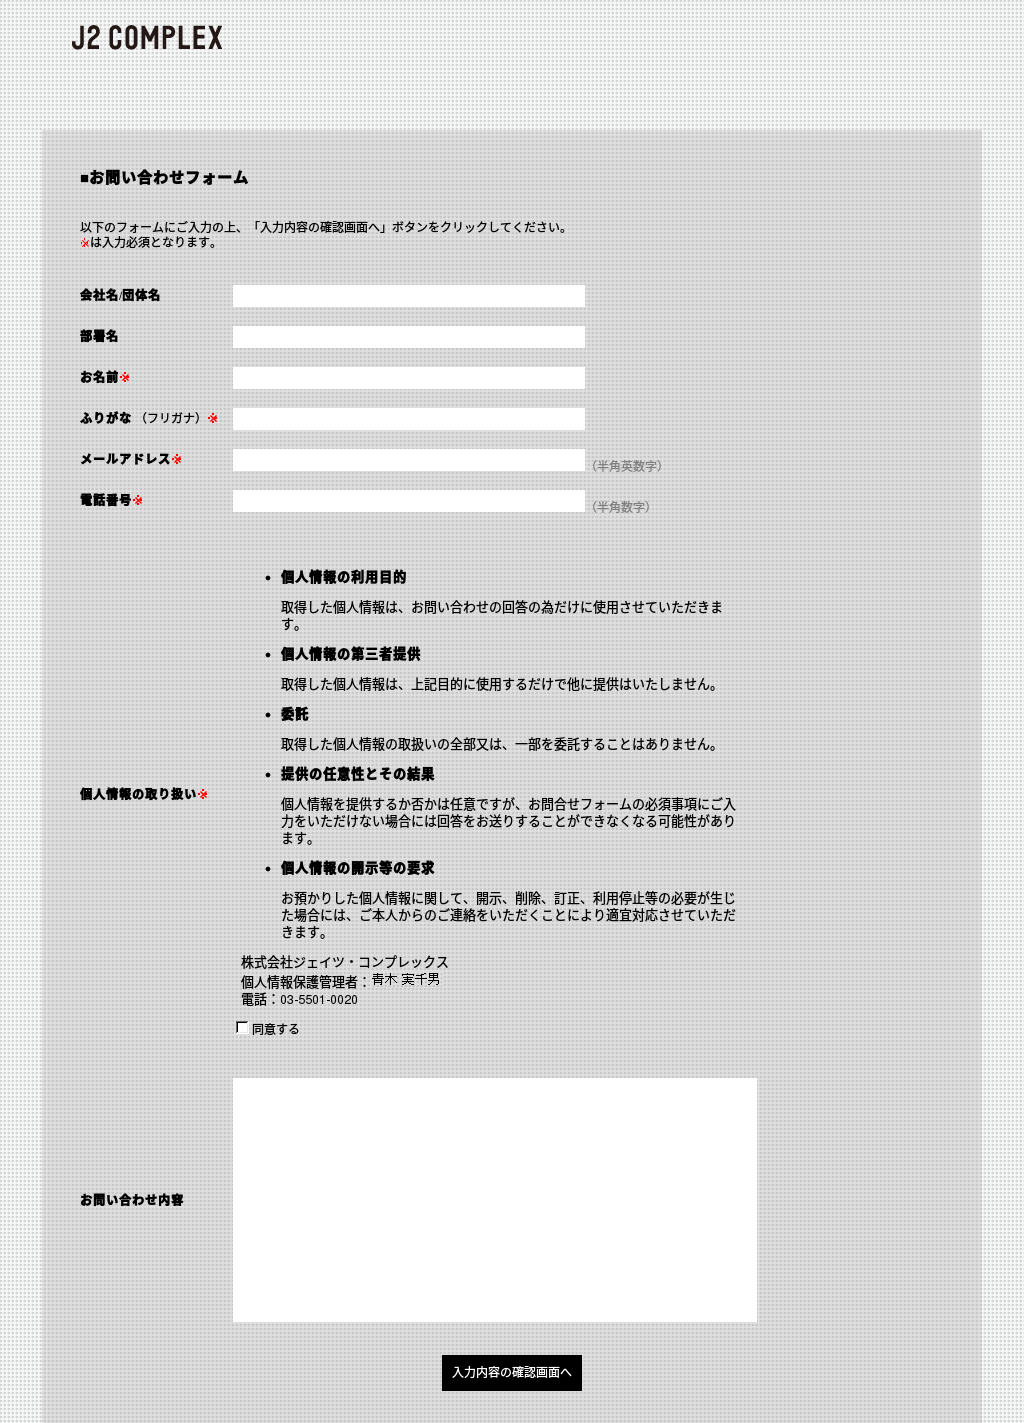 J2 COMPLEX
■お問い合わせフォーム
以下のフォームにご入力の上、「入力内容の確認画面へ」ボタンをクリックしてください。
※は入力必須となります。
会社名/団体名
部署名
お名前※
ふりがな （フリガナ）※
メールアドレス※
（半角英数字）
電話番号※
（半角数字）
個人情報の取り扱い※
• 個人情報の利用目的
取得した個人情報は、お問い合わせの回答の為だけに使用させていただきま
す。
• 個人情報の第三者提供
取得した個人情報は、上記目的に使用するだけで他に提供はいたしません。
• 委託
取得した個人情報の取扱いの全部又は、一部を委託することはありません。
• 提供の任意性とその結果
個人情報を提供するか否かは任意ですが、お問合せフォームの必須事項にご入
力をいただけない場合には回答をお送りすることができなくなる可能性があり
ます。
• 個人情報の開示等の要求
お預かりした個人情報に関して、開示、削除、訂正、利用停止等の必要が生じ
た場合には、ご本人からのご連絡をいただくことにより適宜対応させていただ
きます。
株式会社ジェイツ・コンプレックス
個人情報保護管理者：青木 実千男
電話：03-5501-0020
同意する
お問い合わせ内容
入力内容の確認画面へ